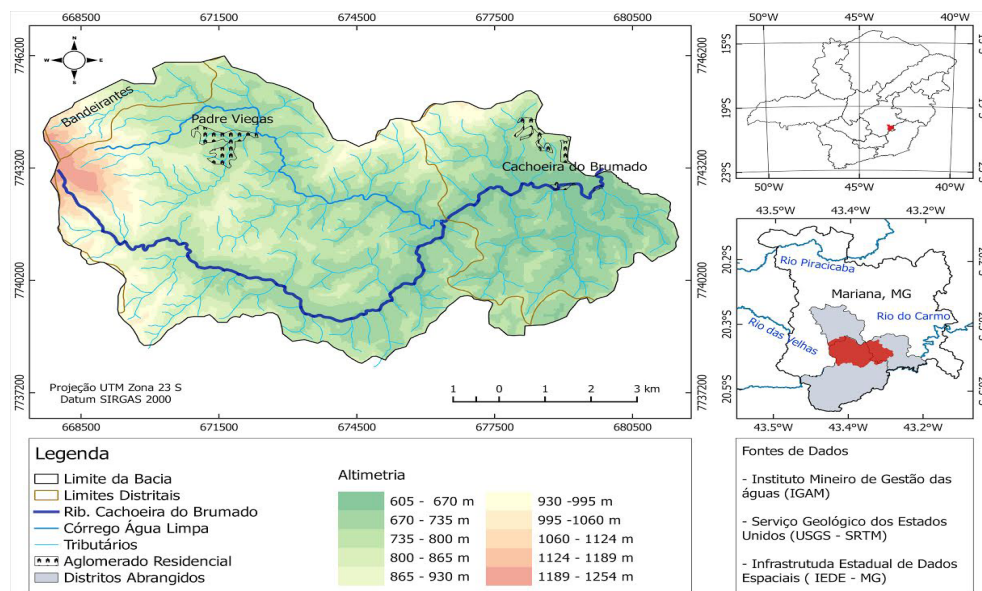 668500 671500 674500 677500 680500
7746200
7743200
7740200
7737200
N
W E
S
Bandeirantes
Padre Viegas
Cachoeira do Brumado
Projeção UTM Zona 23 S
Datum SIRGAS 2000
1 0 1 2 3 km
7746200
7743200
7740200
7737200
668500 671500 674500 677500 680500
50°W 45°W 40°W
15°S
19°S
23°S
50°W 45°W 40°W
43.5°W 43.4°W 43.2°W
20.2°S
20.39°S
20.5°S
Rio Piracicaba
Mariana, MG
Rio do Carmo
Rio das Velhas
43.5°W 43.4°W 43.2°W
Legenda
Limite da Bacia
Limites Distritais
Rib. Cachoeira do Brumado
Córrego Água Limpa
Tributários
Aglomerado Residencial
Distritos Abrangidos
Altimetria
605 - 670 m
670 - 735 m
735 - 800 m
800 - 865 m
865 - 930 m
930 -995 m
995 -1060 m
1060 - 1124 m
1124 - 1189 m
1189 - 1254 m
Fontes de Dados
- Instituto Mineiro de Gestão das
águas (IGAM)
- Serviço Geológico dos Estados
Unidos (USGS - SRTM)
- Infrastrutuda Estadual de Dados
Espaciais ( IEDE - MG)